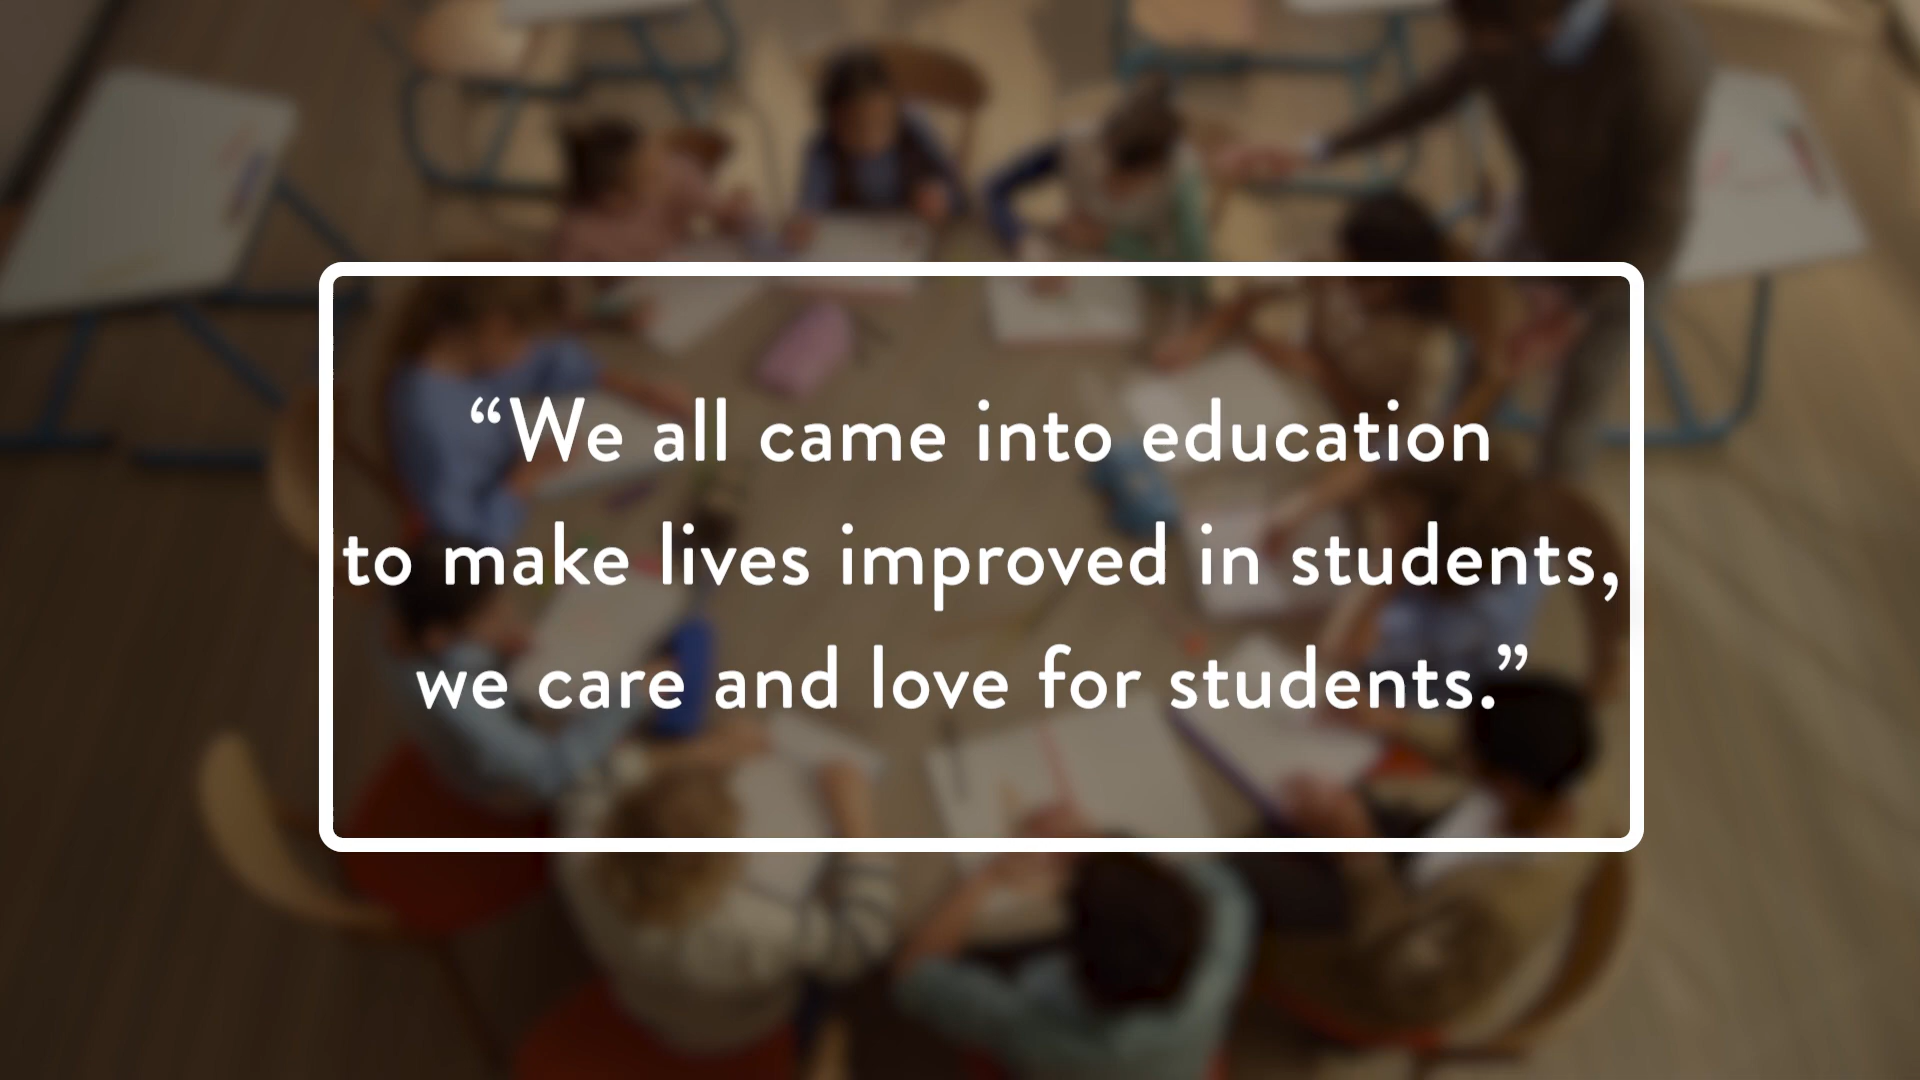 “We all came into education
to make lives improved in students,
we care and love for students.”